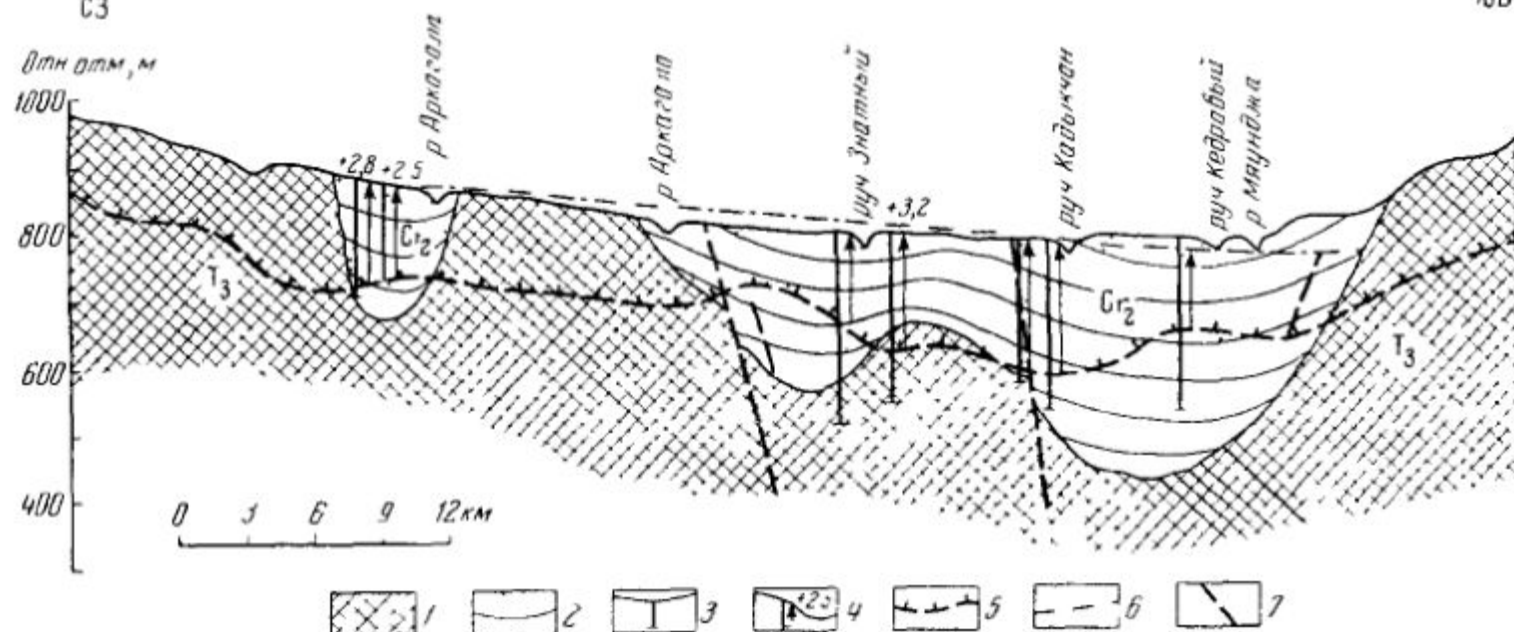 СЗ
Отн отм, м
р Аркагала
р Аркагала
руч Знатный
руч Кадыкчан
руч Кедровый
р Мяунджа
1000
800
600
400
+2,8
+2 5
+3,2
Cr2
Cr2
T3
T3
0 3 6 9 12 км
1
2
3
4
5
6
7